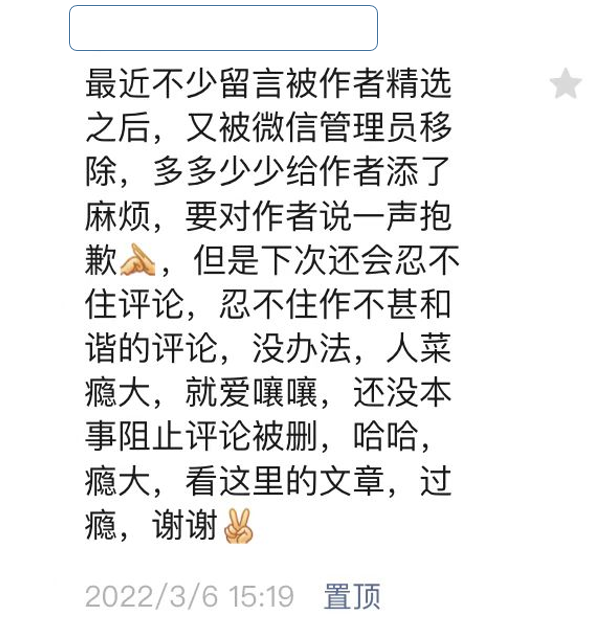 最近不少留言被作者精选
之后，又被微信管理员移
除，多多少少给作者添了
麻烦，要对作者说一声抱
歉🙏，但是下次还会忍不
住评论，忍不住作不甚和
谐的评论，没办法，人菜
瘾大，就爱嚷嚷，还没本
事阻止评论被删，哈哈，
瘾大，看这里的文章，过
瘾，谢谢✌
2022/3/6 15:19 置顶